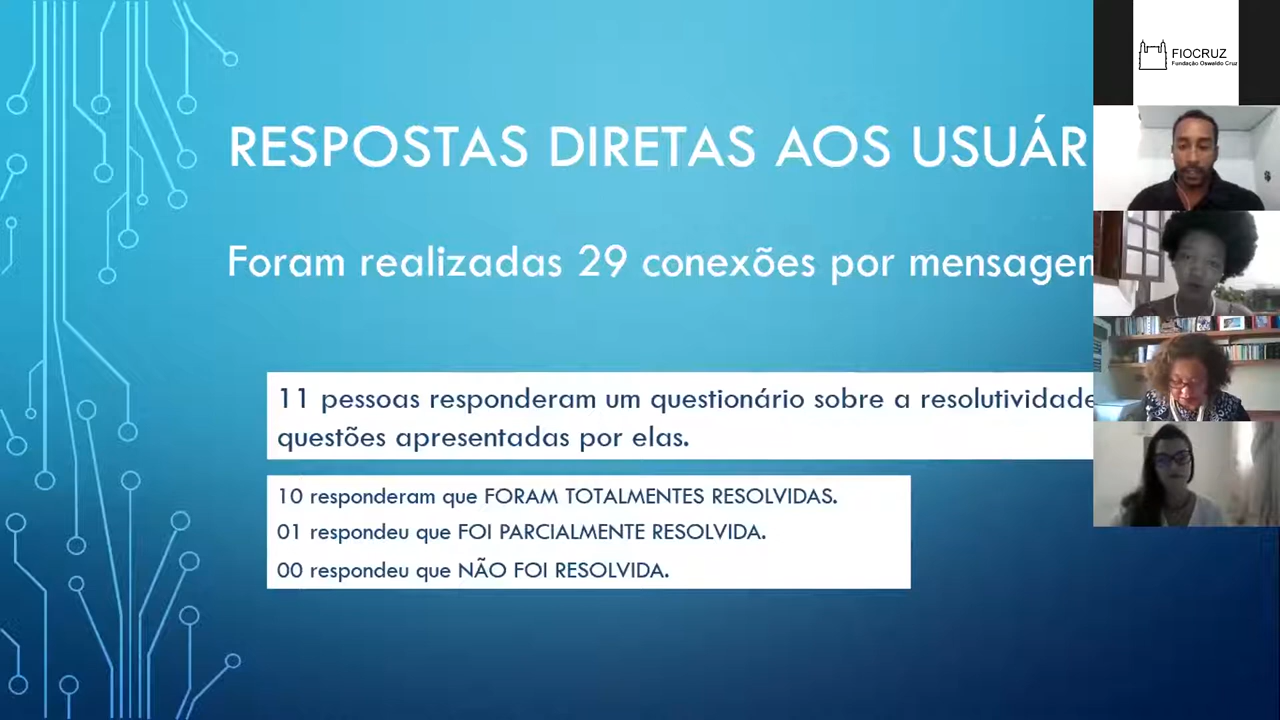 RESPOSTAS DIRETAS AOS USUÁR
Foram realizadas 29 conexões por mensagen
11 pessoas responderam um questionário sobre a resolutividade
questões apresentadas por elas.
10 responderam que FORAM TOTALMENTES RESOLVIDAS.
01 respondeu que FOI PARCIALMENTE RESOLVIDA.
00 respondeu que NÃO FOI RESOLVIDA.
FIOCRUZ
Fundação Oswaldo Cruz